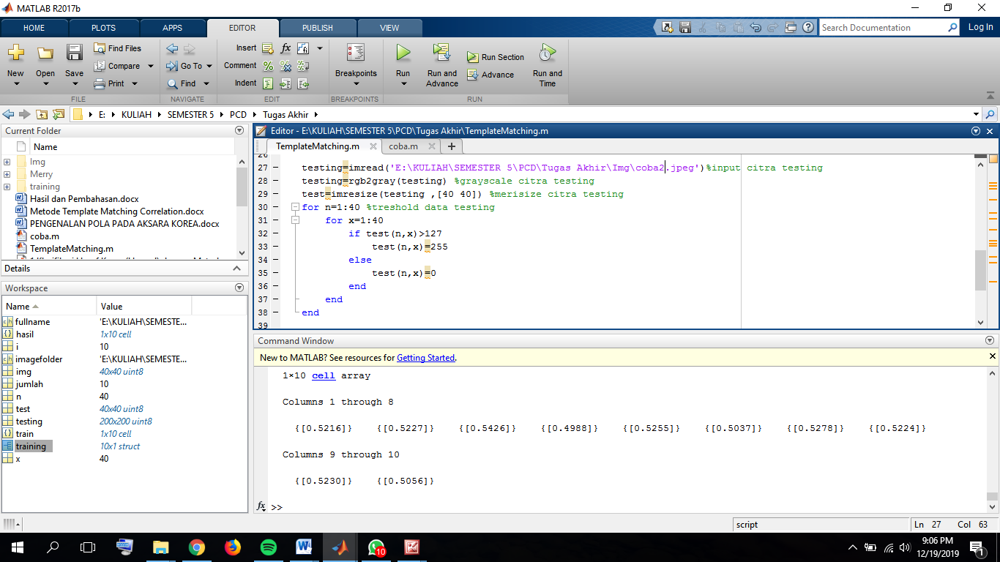 MATLAB R2017b
HOME PLOTS APPS EDITOR PUBLISH VIEW
Search Documentation
Log In
New
Open
Save
Find Files
Compare
Print
FILE
Go To
Find
NAVIGATE
Insert
Comment
Indent
EDIT
Breakpoints
BREAKPOINTS
Run
Run and Advance
Run Section
Advance
Run and Time
RUN
E: KULIAH SEMESTER 5 PCD Tugas Akhir
Current Folder
Name
Img
Merry
training
Hasil dan Pembahasan.docx
Metode Template Matching Correlation.docx
PENGENALAN POLA PADA AKSARA KOREA.docx
coba.m
TemplateMatching.m
Details
Workspace
Name Value
fullname 'E:\KULIAH\SEMESTE...
hasil 1x10 cell
i 10
imagefolder 'E:\KULIAH\SEMESTE...
img 40x40 uint8
jumlah 10
n 40
test 40x40 uint8
testing 200x200 uint8
train 1x10 cell
training 10x1 struct
x 40
Editor - E:\KULIAH\SEMESTER 5\PCD\Tugas Akhir\TemplateMatching.m
TemplateMatching.m coba.m
26
27 testing=imread('E:\KULIAH\SEMESTER 5\PCD\Tugas Akhir\Img\coba2.jpeg')%input citra testing
28 testing=rgb2gray(testing) %grayscale citra testing
29 test=imresize(testing ,[40 40]) %merisize citra testing
30 for n=1:40 %treshold data testing
31 for x=1:40
32 if test(n,x)>127
33 test(n,x)=255
34 else
35 test(n,x)=0
36 end
37 end
38 end
39
Command Window
New to MATLAB? See resources for Getting Started.
1×10 cell array
Columns 1 through 8
{[0.5216]} {[0.5227]} {[0.5426]} {[0.4988]} {[0.5255]} {[0.5037]} {[0.5278]} {[0.5224]}
Columns 9 through 10
{[0.5230]} {[0.5056]}
fx >>
script
Ln 27 Col 63
10
9:06 PM
12/19/2019
1